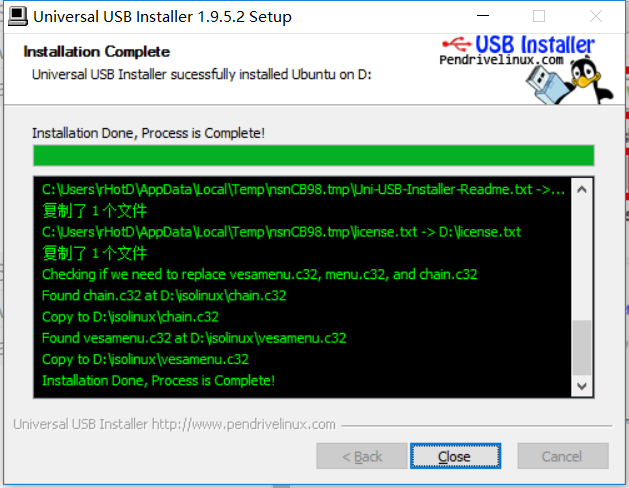 Universal USB Installer 1.9.5.2 Setup
Installation Complete
Universal USB Installer sucessfully installed Ubuntu on D:
USB Installer
Pendrivelinux.com
Installation Done, Process is Complete!
C:\Users\rHotD\AppData\Local\Temp\nsnCB98.tmp\Uni-USB-Installer-Readme.txt ->...
复制了 1 个文件
C:\Users\rHotD\AppData\Local\Temp\nsnCB98.tmp\license.txt -> D:\license.txt
复制了 1 个文件
Checking if we need to replace vesamenu.c32, menu.c32, and chain.c32
Found chain.c32 at D:\isolinux\chain.c32
Copy to D:\isolinux\chain.c32
Found vesamenu.c32 at D:\isolinux\vesamenu.c32
Copy to D:\isolinux\vesamenu.c32
Installation Done, Process is Complete!
Universal USB Installer http://www.pendrivelinux.com
< Back
Close
Cancel